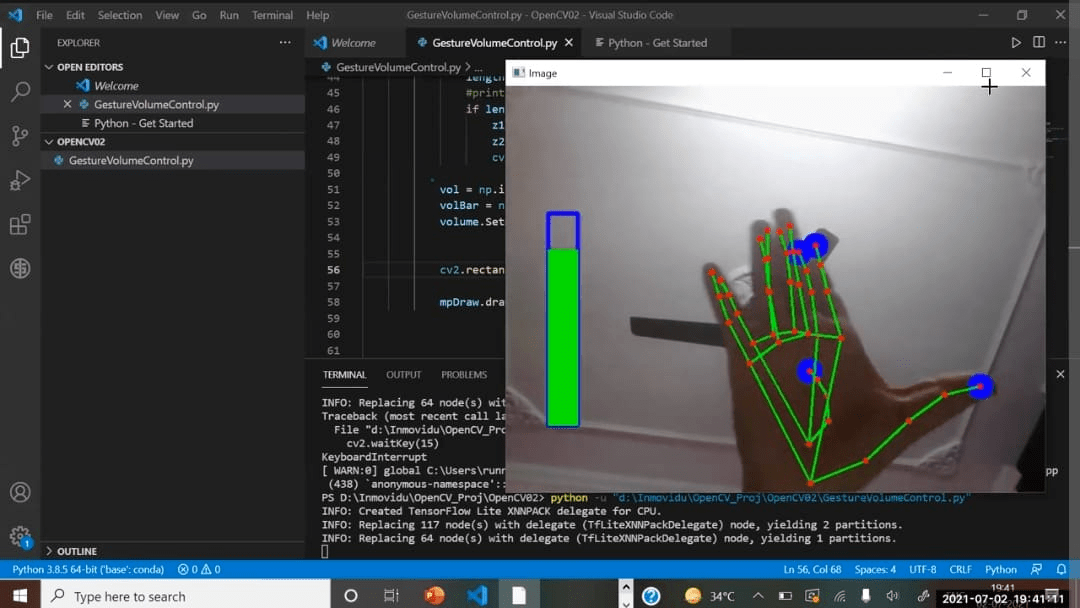 File Edit Selection View Go Run Terminal Help GestureVolumeControl.py - OpenCV02 - Visual Studio Code
EXPLORER
OPEN EDITORS
Welcome
GestureVolumeControl.py
Python - Get Started
OPENCV02
GestureVolumeControl.py
OUTLINE
Welcome GestureVolumeControl.py Python - Get Started
GestureVolumeControl.py > ...
44 length
45 #print
46 if len
47 z1
48 z2
49 cv
50
51 vol = np.i
52 volBar = n
53 volume.Set
54
55
56 cv2.rectan
57
58 mpDraw.dra
59
60
61
Image
TERMINAL OUTPUT PROBLEMS
INFO: Replacing 64 node(s) wit
Traceback (most recent call la
File "d:\Inmovidu\OpenCV_Proj
cv2.waitKey(15)
KeyboardInterrupt
[ WARN:0] global C:\Users\runn
pp
(438) `anonymous-namespace'::
PS D:\Inmovidu\OpenCV_Proj\OpenCV02> python -u "d:\Inmovidu\OpenCV_Proj\OpenCV02\GestureVolumeControl.py"
INFO: Created TensorFlow Lite XNNPACK delegate for CPU.
INFO: Replacing 117 node(s) with delegate (TfLiteXNNPackDelegate) node, yielding 2 partitions.
INFO: Replacing 64 node(s) with delegate (TfLiteXNNPackDelegate) node, yielding 1 partitions.
1
Python 3.8.5 64-bit ('base': conda) 0 0 Ln 56, Col 68 Spaces: 4 UTF-8 CRLF Python
Type here to search 34°C 19:41
2021-07-02 19:41:11